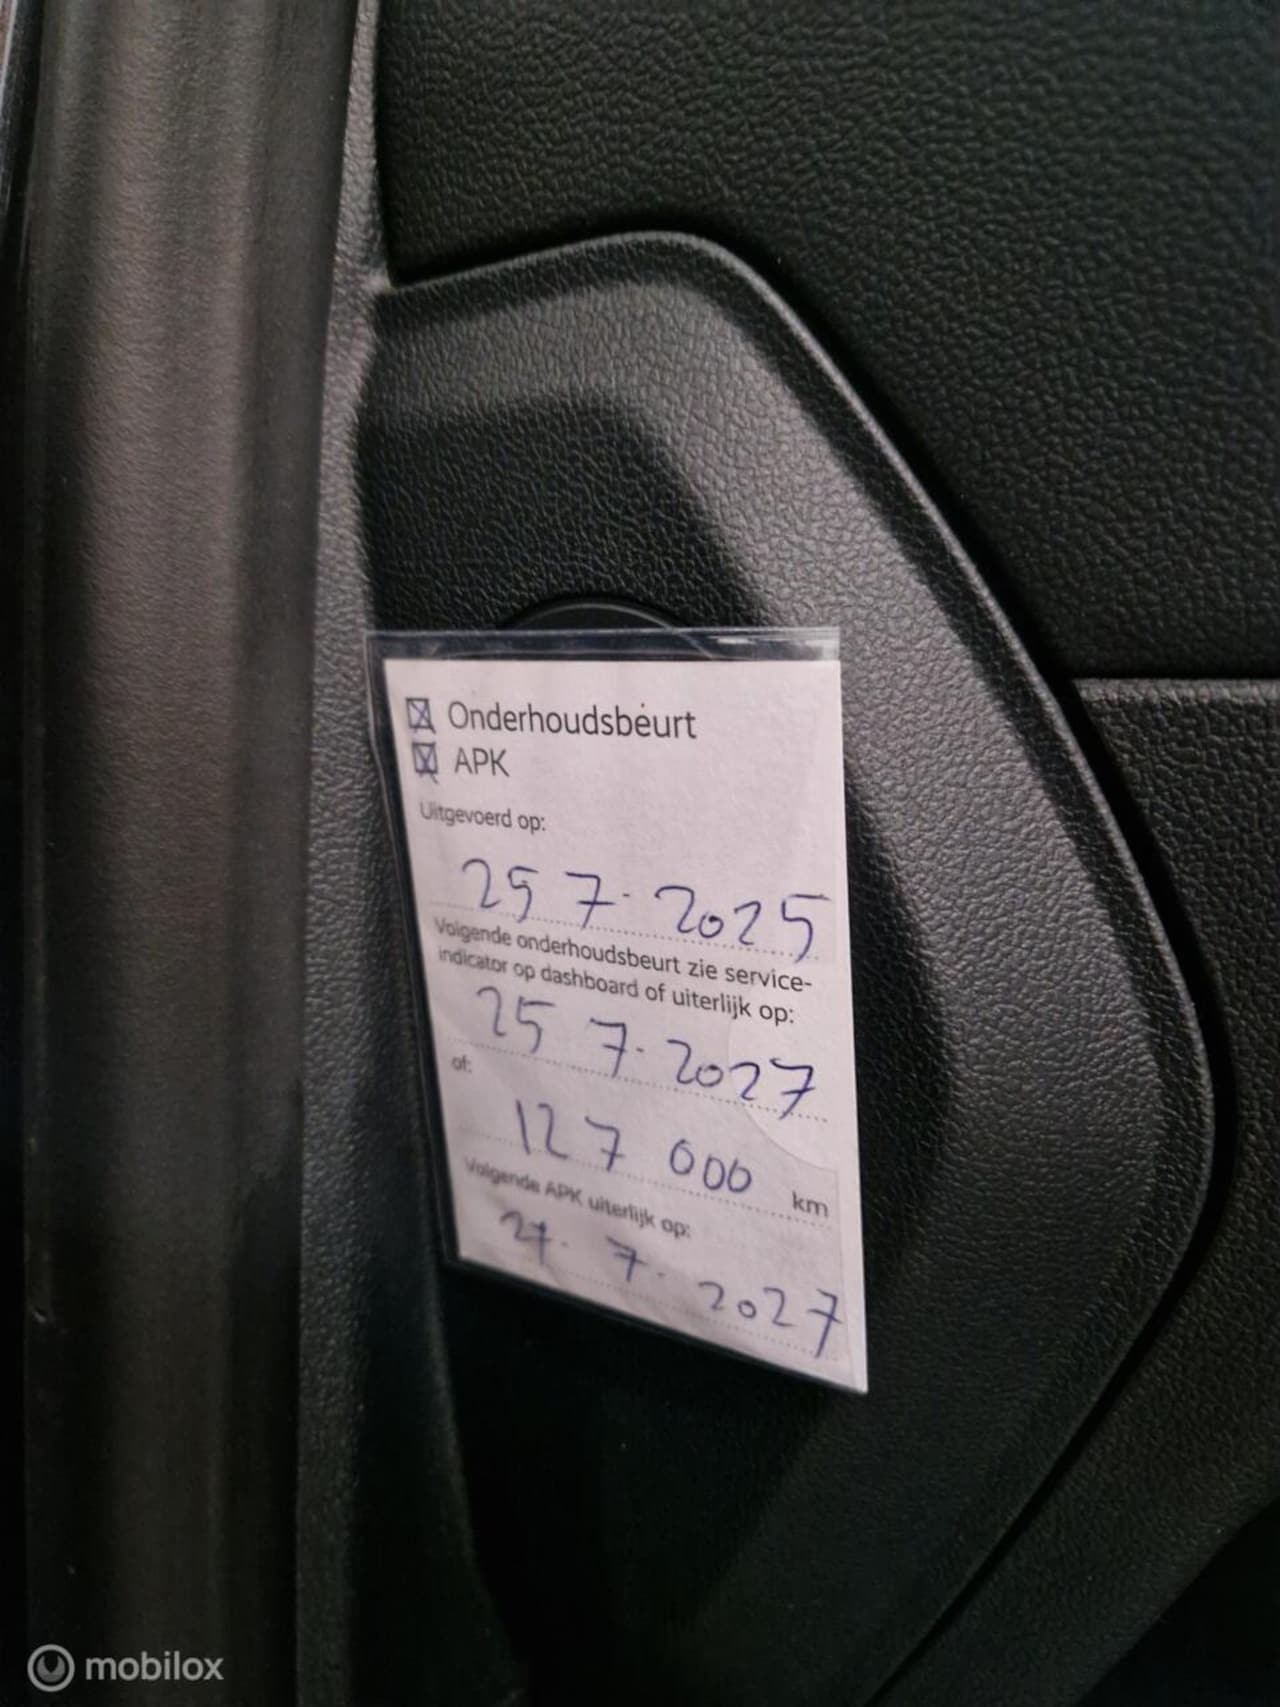 Onderhoudsbeurt
APK
Uitgevoerd op:
25 7- 2025
Volgende onderhoudsbeurt zie service-
indicator op dashboard of uiterlijk op:
25 7- 2027
of:
127 000 km
Volgende APK uiterlijk op:
27- 7- 2027
mobilox